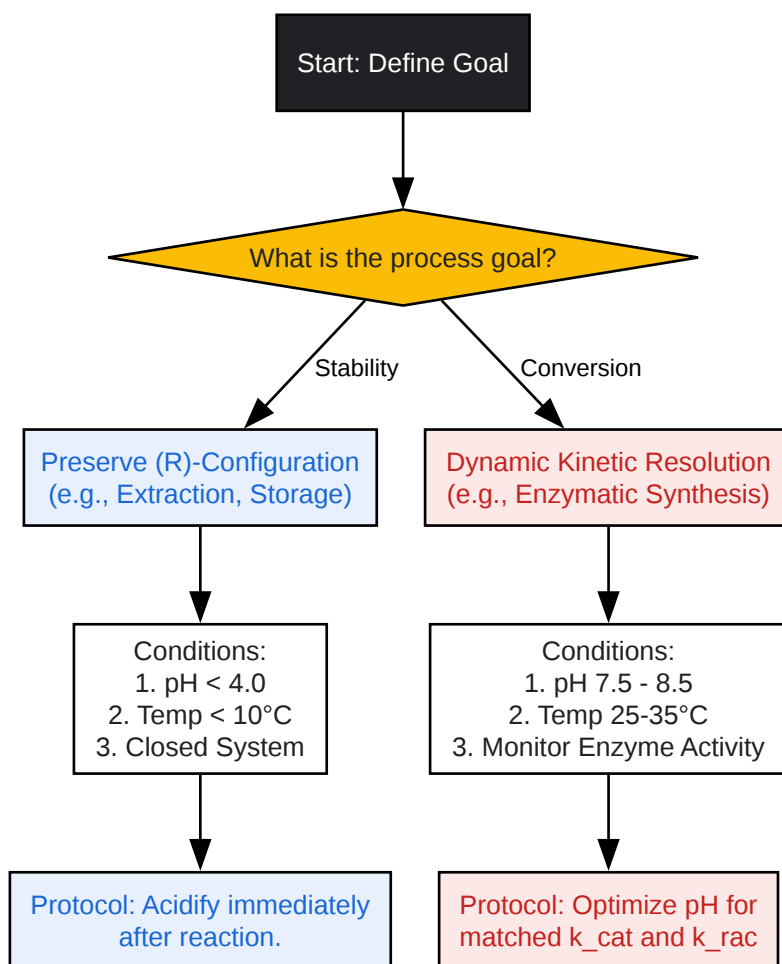 Start: Define Goal
What is the process goal?
Stability
Conversion
Preserve (R)-Configuration
(e.g., Extraction, Storage)
Dynamic Kinetic Resolution
(e.g., Enzymatic Synthesis)
Conditions:
1. pH < 4.0
2. Temp < 10°C
3. Closed System
Conditions:
1. pH 7.5 - 8.5
2. Temp 25-35°C
3. Monitor Enzyme Activity
Protocol: Acidify immediately
after reaction.
Protocol: Optimize pH for
matched k_cat and k_rac